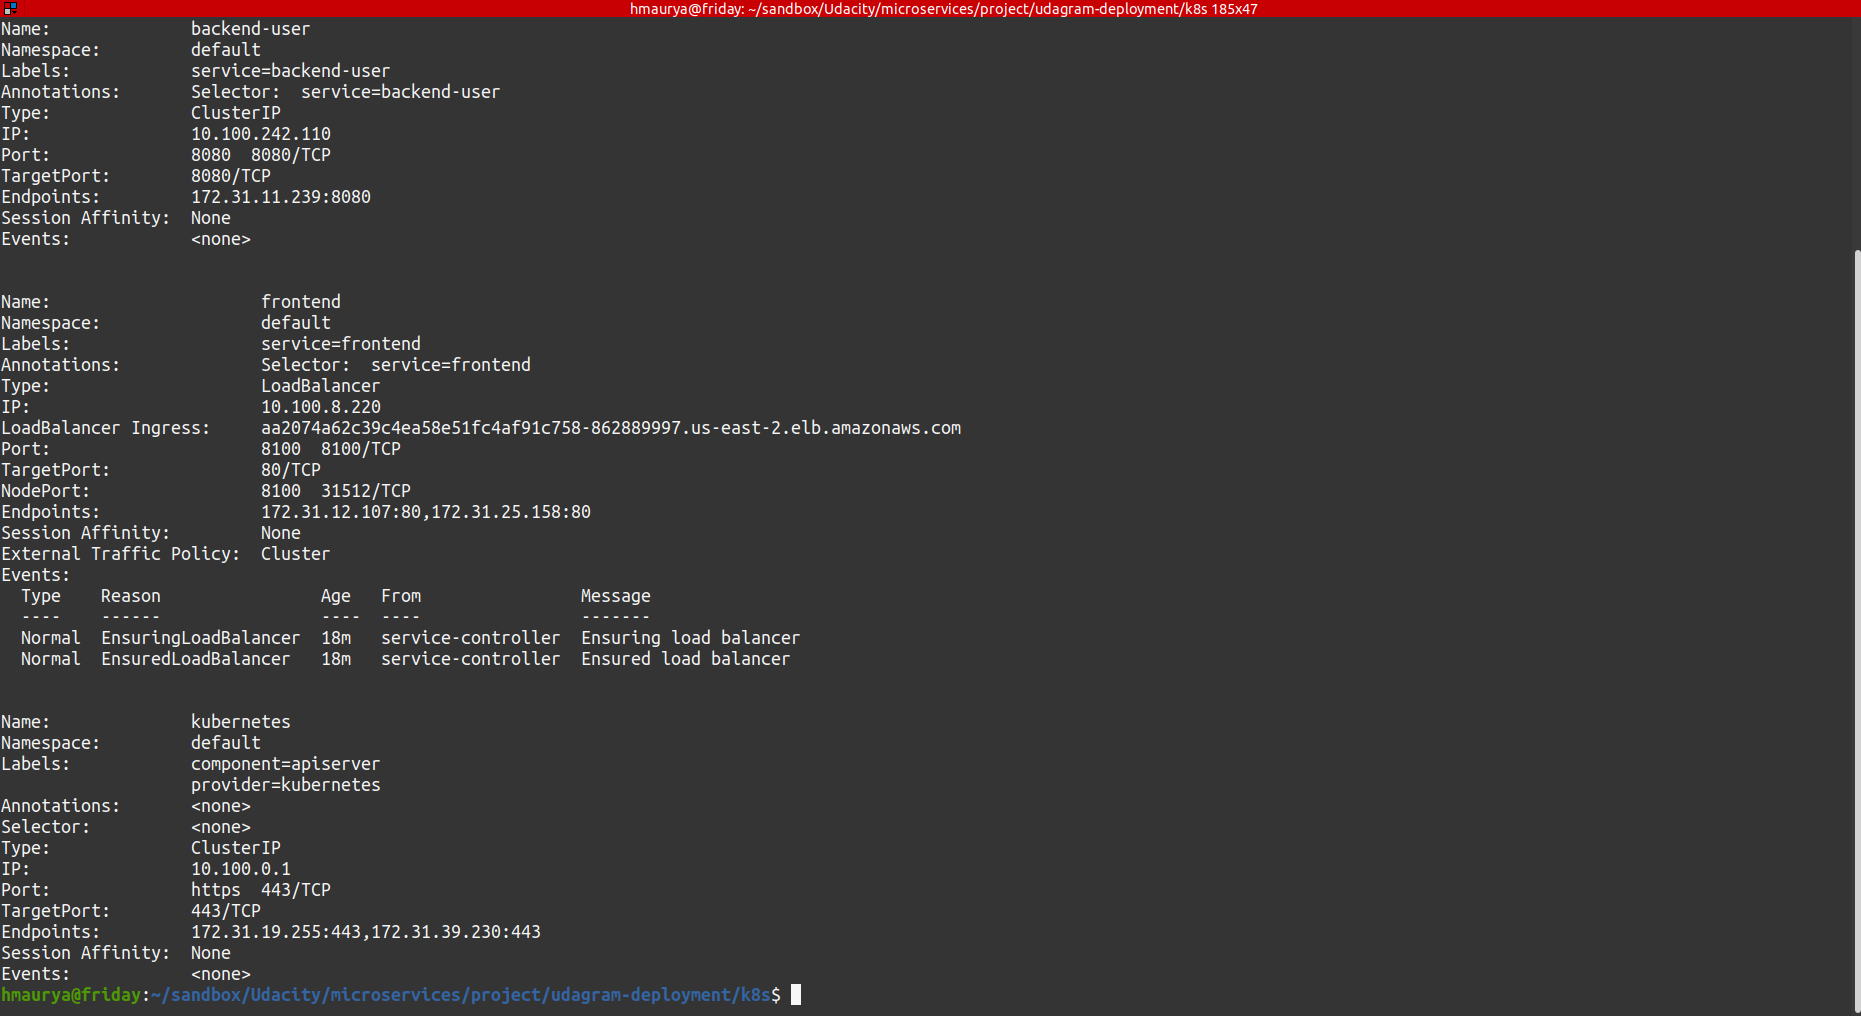 hmaurya@friday: ~/sandbox/Udacity/microservices/project/udagram-deployment/k8s 185x47
Name:              backend-user
Namespace:         default
Labels:            service=backend-user
Annotations:       Selector:  service=backend-user
Type:              ClusterIP
IP:                10.100.242.110
Port:              8080  8080/TCP
TargetPort:        8080/TCP
Endpoints:         172.31.11.239:8080
Session Affinity:  None
Events:            <none>
Name:                     frontend
Namespace:                default
Labels:                   service=frontend
Annotations:              Selector:  service=frontend
Type:                     LoadBalancer
IP:                       10.100.8.220
LoadBalancer Ingress:     aa2074a62c39c4ea58e51fc4af91c758-862889997.us-east-2.elb.amazonaws.com
Port:                     8100  8100/TCP
TargetPort:               80/TCP
NodePort:                 8100  31512/TCP
Endpoints:                172.31.12.107:80,172.31.25.158:80
Session Affinity:         None
External Traffic Policy:  Cluster
Events:
  Type    Reason                Age   From                Message
  ----    ------                ----  ----                -------
  Normal  EnsuringLoadBalancer  18m   service-controller  Ensuring load balancer
  Normal  EnsuredLoadBalancer   18m   service-controller  Ensured load balancer
Name:              kubernetes
Namespace:         default
Labels:            component=apiserver
                   provider=kubernetes
Annotations:       <none>
Selector:          <none>
Type:              ClusterIP
IP:                10.100.0.1
Port:              https  443/TCP
TargetPort:        443/TCP
Endpoints:         172.31.19.255:443,172.31.39.230:443
Session Affinity:  None
Events:            <none>
hmaurya@friday:~/sandbox/Udacity/microservices/project/udagram-deployment/k8s$